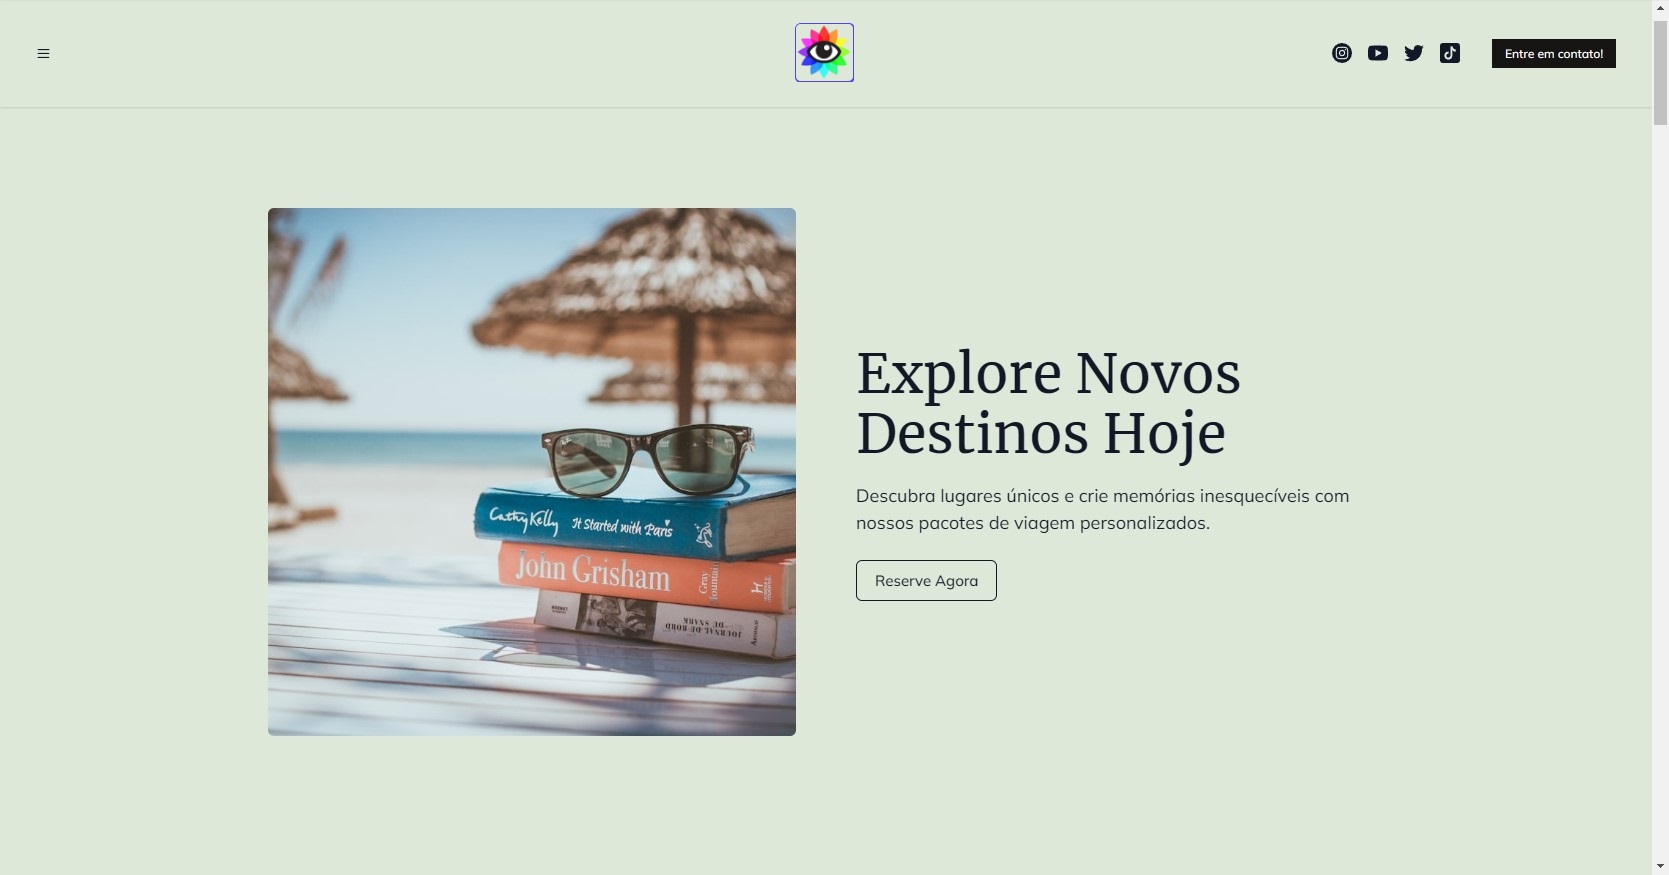 Entre em contato!
Explore Novos
Destinos Hoje
Descubra lugares únicos e crie memórias inesquecíveis com
nossos pacotes de viagem personalizados.
Reserve Agora
Cathy Kelly It Started with Paris
John Grisham Gray Mountain
JOURNAL DE BORD
DE SNARK